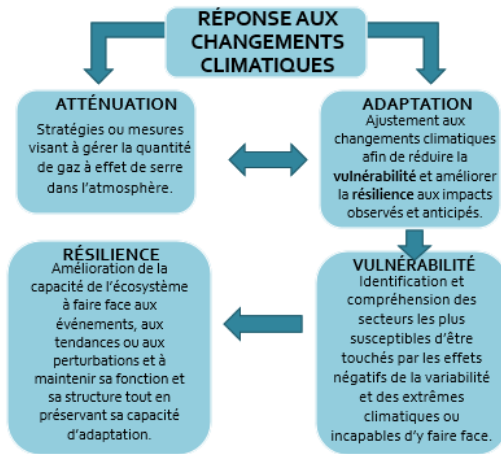 RÉPONSE AUX
CHANGEMENTS
CLIMATIQUES
ATTÉNUATION
Stratégies ou mesures
visant à gérer la quantité
de gaz à effet de serre
dans l'atmosphère.
ADAPTATION
Ajustement aux
changements climatiques
afin de réduire la
vulnérabilité et améliorer
la résilience aux impacts
observés et anticipés.
RÉSILIENCE
Amélioration de la
capacité de l'écosystème
à faire face aux
événements, aux
tendances ou aux
perturbations et à
maintenir sa fonction et
sa structure tout en
préservant sa capacité
d'adaptation.
VULNÉRABILITÉ
Identification et
compréhension des
secteurs les plus
susceptibles d'être
touchés par les effets
négatifs de la variabilité
et des extrêmes
climatiques ou
incapables d'y faire face.